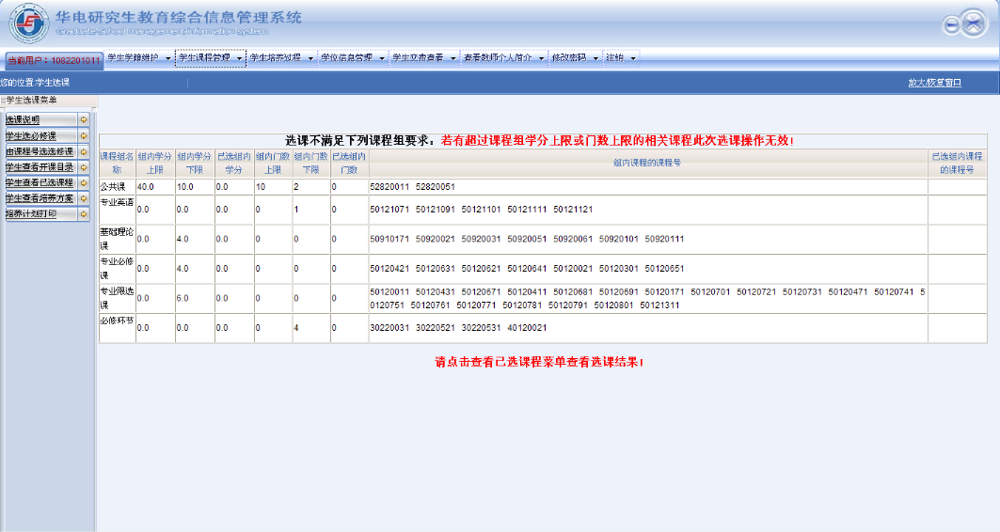 华电研究生教育综合信息管理系统
Graduate school management information system
当前用户：1082201011 学生学籍维护 学生课程管理 学生培养过程 学位信息管理 学生交流查看 查看教师个人简介 修改密码 注销
您的位置:学生选课
放大/恢复窗口
学生选课菜单
选课说明
学生选必修课
由课程号选选修课
学生查看开课目录
学生查看已选课程
学生查看培养方案
培养计划打印
选课不满足下列课程组要求：若有超过课程组学分上限或门数上限的相关课程此次选课操作无效!
课程组名称 组内学分上限 组内学分下限 已选组内学分 组内门数上限 组内门数下限 已选组内门数 组内课程的课程号 已选组内课程的课程号
公共课 40.0 10.0 0.0 10 2 0 52820011 52820051
专业英语 0.0 0.0 0.0 0 1 0 50121071 50121091 50121101 50121111 50121121
基础理论课 0.0 4.0 0.0 0 0 0 50910171 50920021 50920031 50920051 50920061 50920101 50920111
专业必修课 0.0 4.0 0.0 0 0 0 50120421 50120631 50120621 50120641 50120021 50120301 50120651
专业限选课 0.0 6.0 0.0 0 0 0 50120011 50120431 50120671 50120411 50120681 50120691 50120171 50120701 50120721 50120731 50120471 50120741 5
0120751 50120761 50120771 50120781 50120791 50120801 50121311
必修环节 0.0 0.0 0.0 0 4 0 30220031 30220521 30220531 40120021
请点击查看已选课程菜单查看选课结果!